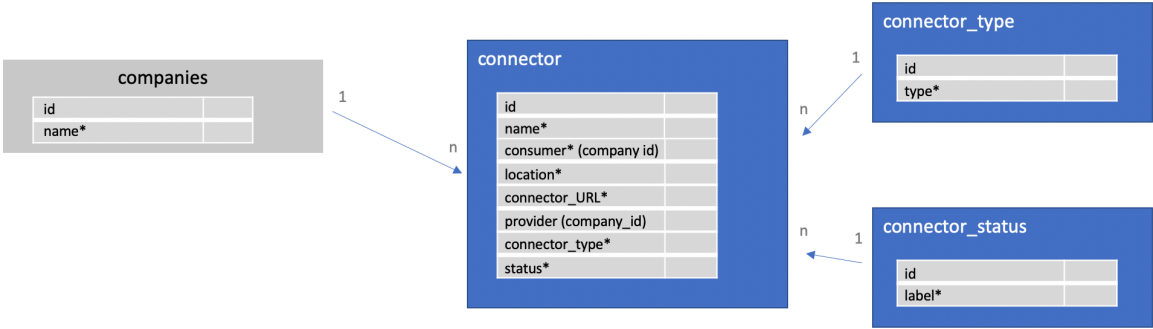 companies
id
name*
1
n
connector
id
name*
consumer* (company id)
location*
connector_URL*
provider (company_id)
connector_type*
status*
connector_type
id
type*
1
n
connector_status
id
label*
n
1